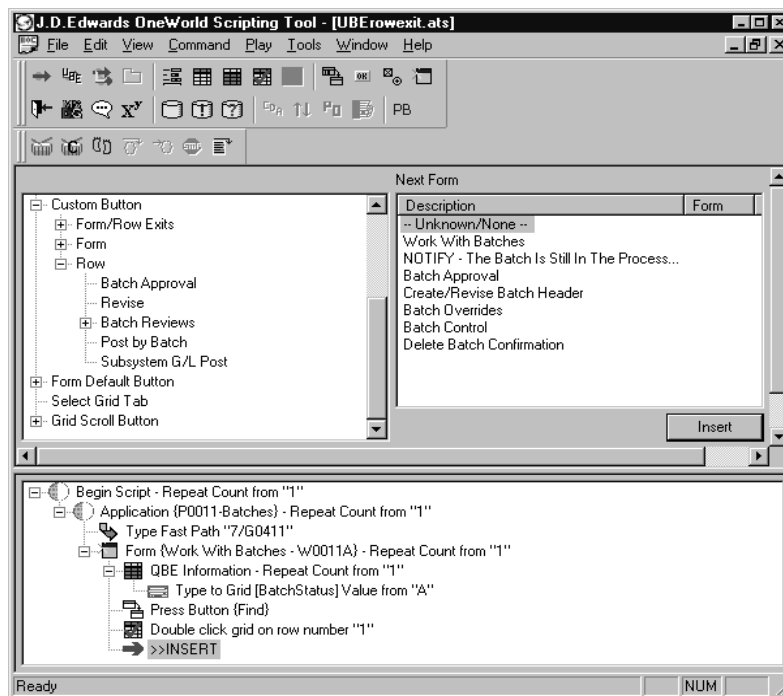 J.D.Edwards OneWorld Scripting Tool - [UBErowexit.ats]
File Edit View Command Play Tools Window Help
UBE
OK
PB
Next Form
Custom Button
Form/Row Exits
Form
Row
Batch Approval
Revise
Batch Reviews
Post by Batch
Subsystem G/L Post
Form Default Button
Select Grid Tab
Grid Scroll Button
Description Form
-- Unknown/None --
Work With Batches
NOTIFY - The Batch Is Still In The Process...
Batch Approval
Create/Revise Batch Header
Batch Overrides
Batch Control
Delete Batch Confirmation
Insert
Begin Script - Repeat Count from "1"
Application {P0011-Batches} - Repeat Count from "1"
Type Fast Path "7/G0411"
Form {Work With Batches - W0011A} - Repeat Count from "1"
QBE Information - Repeat Count from "1"
Type to Grid [BatchStatus] Value from "A"
Press Button {Find}
Double click grid on row number "1"
>>INSERT
Ready NUM